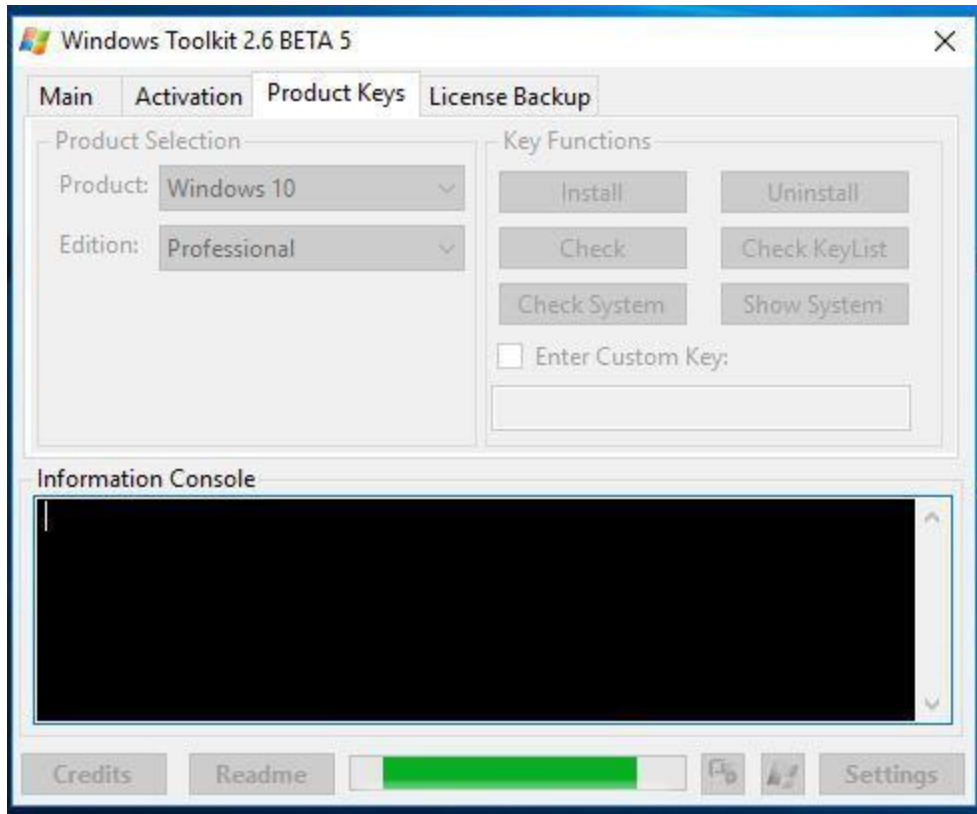 Windows Toolkit 2.6 BETA 5
Main Activation Product Keys License Backup
Product Selection
Product: Windows 10
Edition: Professional
Key Functions
Install Uninstall
Check Check KeyList
Check System Show System
Enter Custom Key:
Information Console
Credits Readme Settings